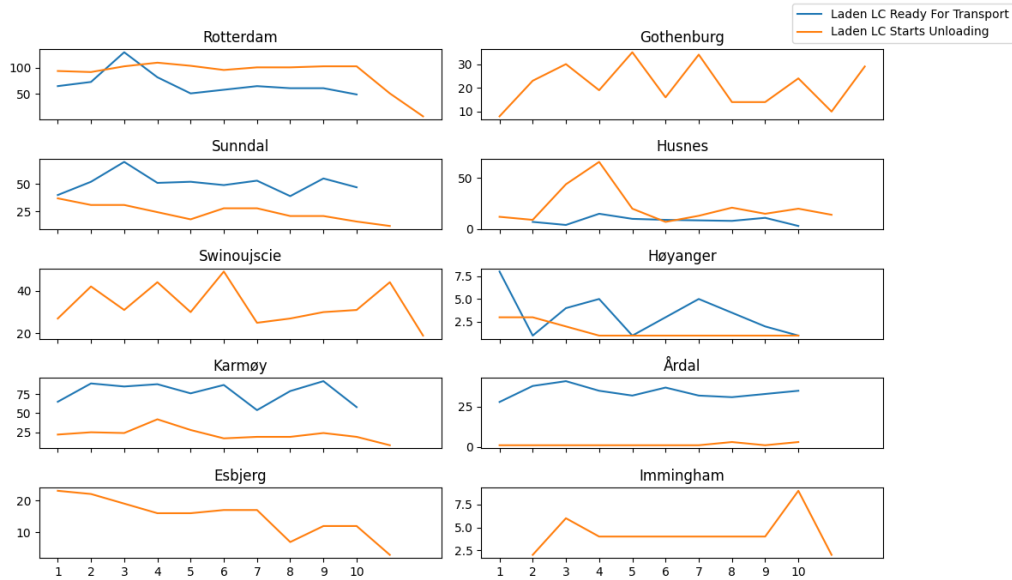 Laden LC Ready For Transport
Laden LC Starts Unloading
Rotterdam
100
50
Gothenburg
30
20
10
Sunndal
50
25
Husnes
50
0
Swinoujscie
40
20
Høyanger
7.5
5.0
2.5
Karmøy
75
50
25
Årdal
25
0
Esbjerg
20
10
1 2 3 4 5 6 7 8 9 10
Immingham
7.5
5.0
2.5
1 2 3 4 5 6 7 8 9 10